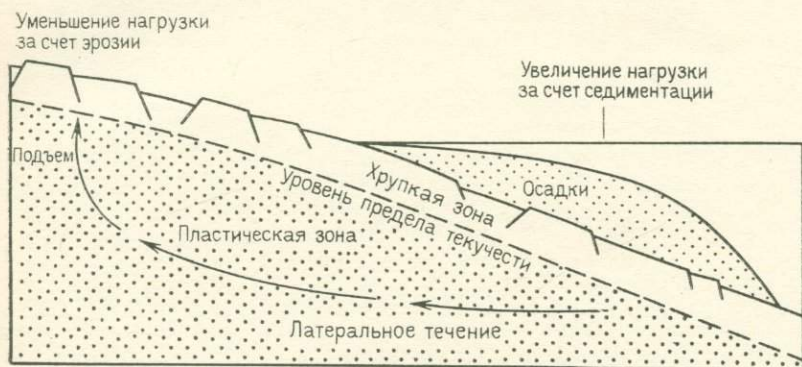 Уменьшение нагрузки
за счет эрозии
Увеличение нагрузки
за счет седиментации
Подъем
Хрупкая зона
Осадки
Уровень предела текучести
Пластическая зона
Латеральное течение